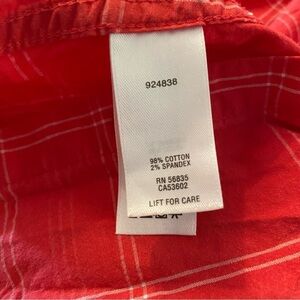 924838
98% COTTON
2% SPANDEX
RN 56835
CA53602
LIFT FOR CARE